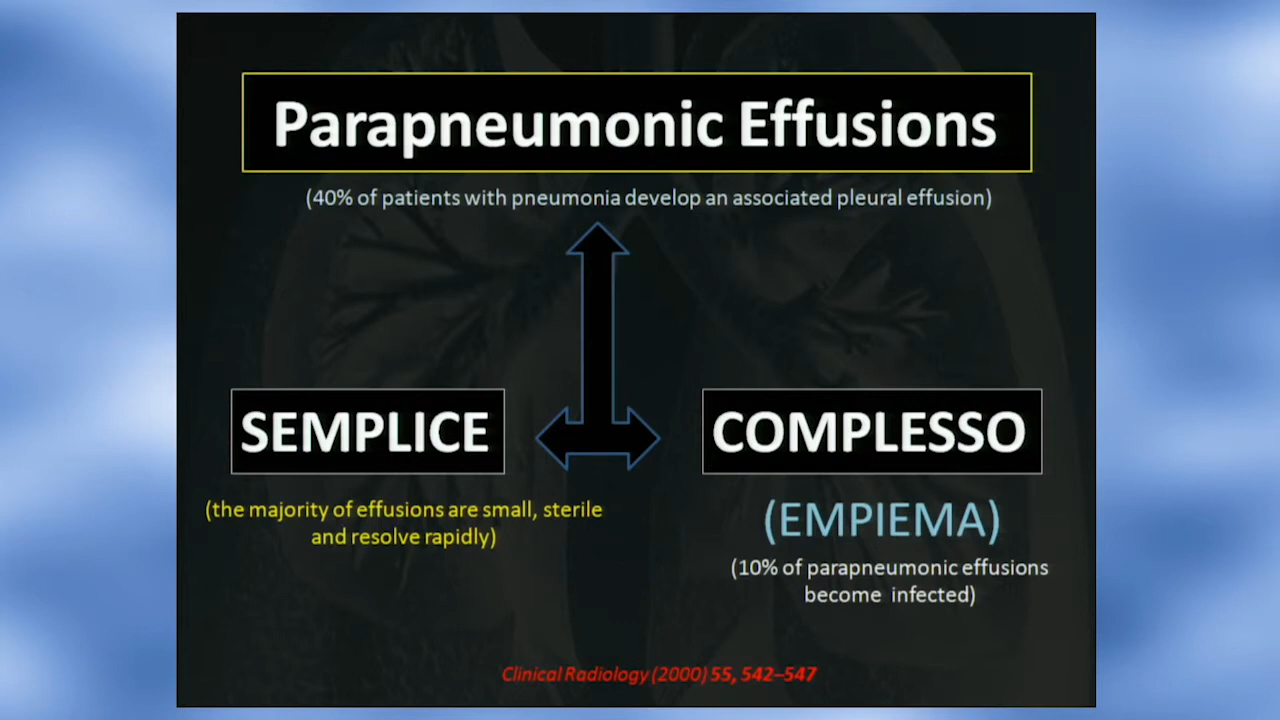 Parapneumonic Effusions
(40% of patients with pneumonia develop an associated pleural effusion)
SEMPLICE
(the majority of effusions are small, sterile
and resolve rapidly)
COMPLESSO
(EMPIEMA)
(10% of parapneumonic effusions
become infected)
Clinical Radiology (2000) 55, 542–547